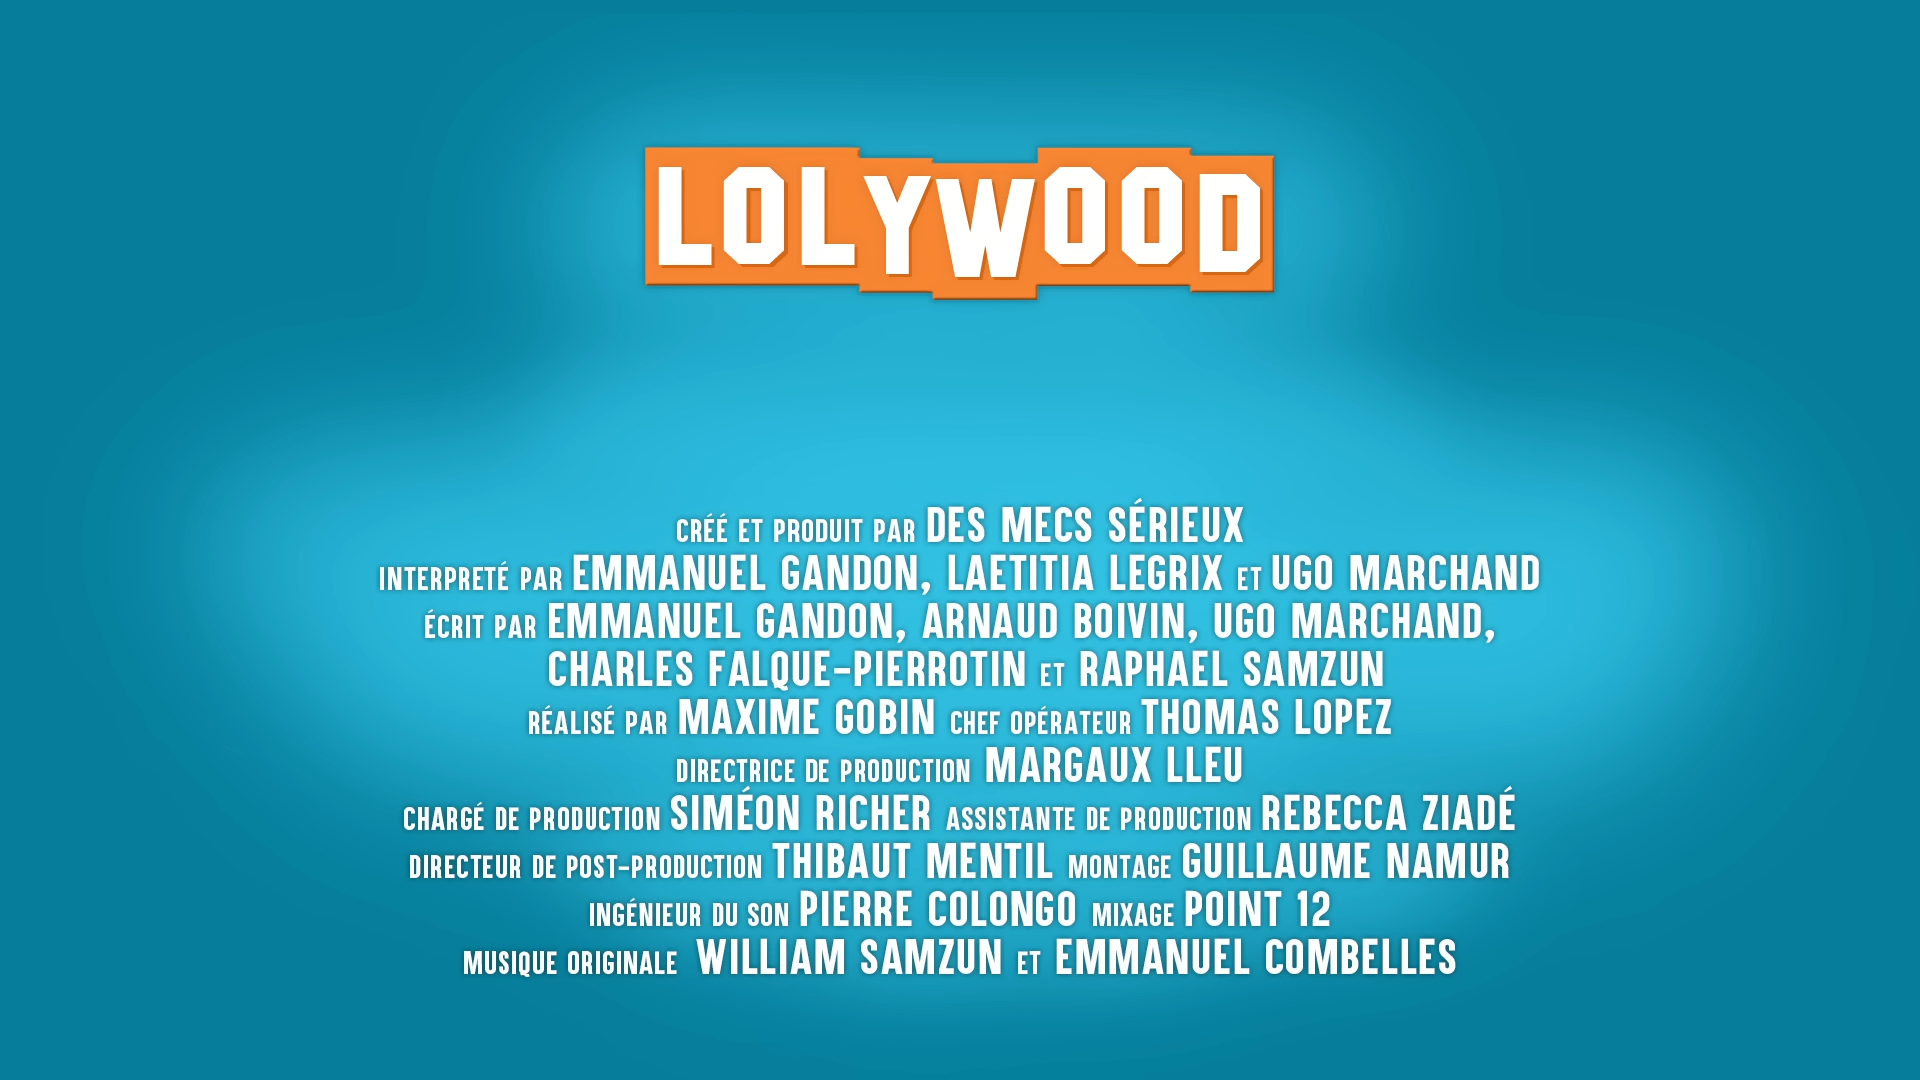 LOLYWOOD
CRÉÉ ET PRODUIT PAR DES MECS SÉRIEUX
INTERPRETÉ PAR EMMANUEL GANDON, LAETITIA LEGRIX ET UGO MARCHAND
ÉCRIT PAR EMMANUEL GANDON, ARNAUD BOIVIN, UGO MARCHAND,
CHARLES FALQUE-PIERROTIN ET RAPHAEL SAMZUN
RÉALISÉ PAR MAXIME GOBIN CHEF OPÉRATEUR THOMAS LOPEZ
DIRECTRICE DE PRODUCTION MARGAUX LLEU
CHARGÉ DE PRODUCTION SIMÉON RICHER ASSISTANTE DE PRODUCTION REBECCA ZIADÉ
DIRECTEUR DE POST-PRODUCTION THIBAUT MENTIL MONTAGE GUILLAUME NAMUR
INGÉNIEUR DU SON PIERRE COLONGO MIXAGE POINT 12
MUSIQUE ORIGINALE WILLIAM SAMZUN ET EMMANUEL COMBELLES